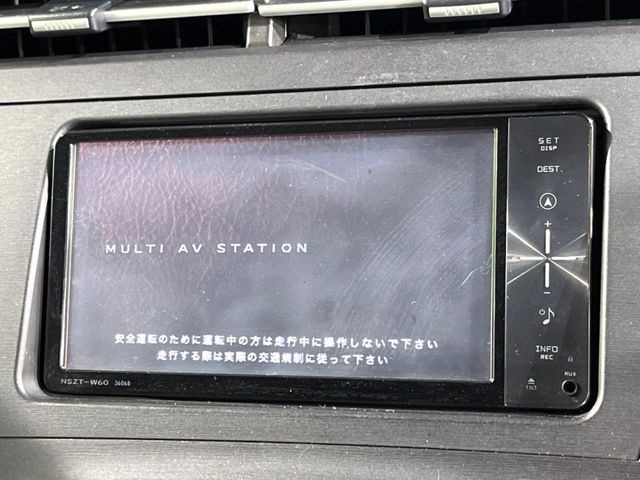 SET
DISP
DEST.
MULTI AV STATION
安全運転のために運転中の方は走行中に操作しないで下さい
走行する際は実際の交通規制に従って下さい
INFO
REC
NSZT-W60 36068
TILT
AUX